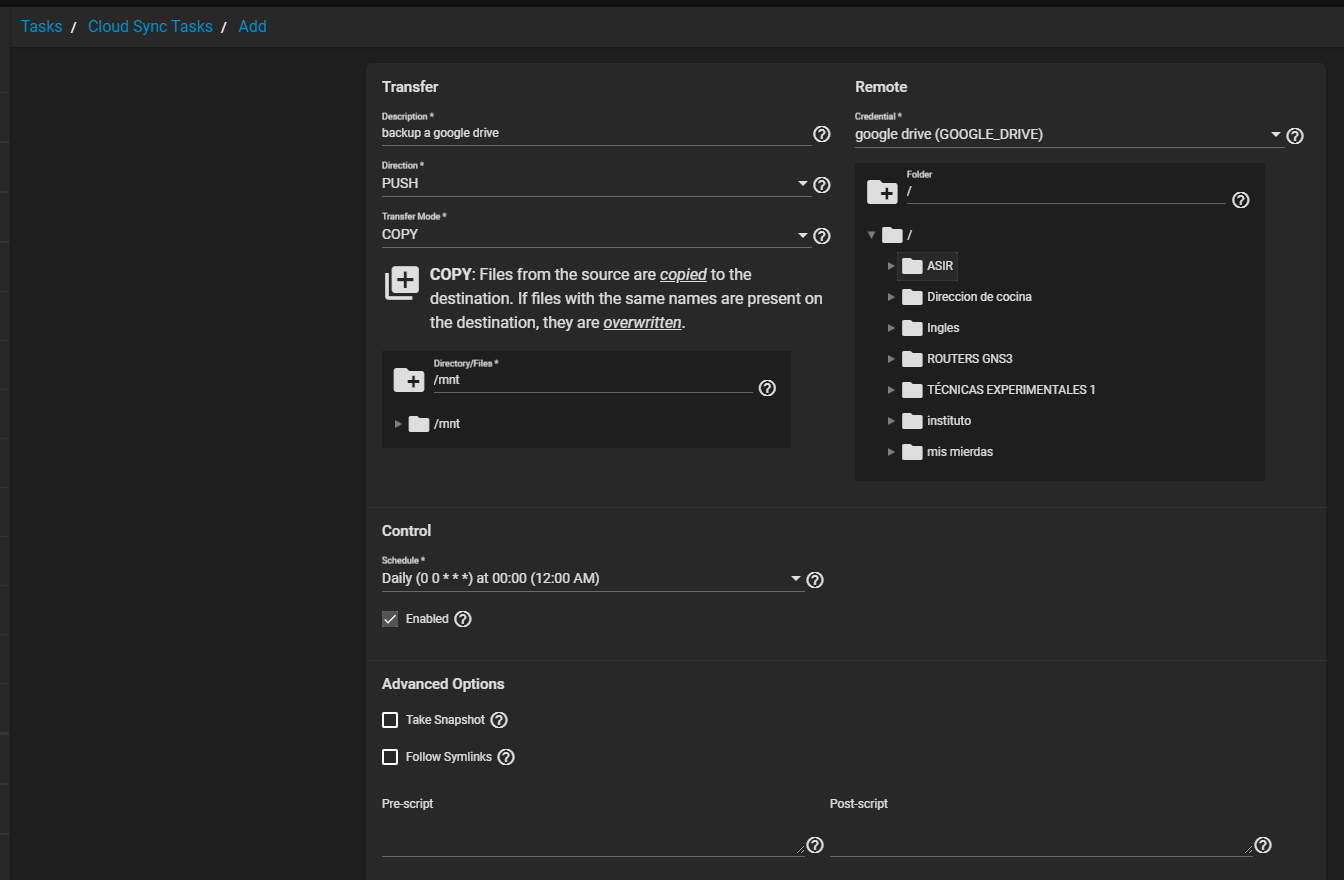 Tasks / Cloud Sync Tasks / Add
Transfer
Description *
backup a google drive
Direction *
PUSH
Transfer Mode *
COPY
COPY: Files from the source are copied to the
destination. If files with the same names are present on
the destination, they are overwritten.
Directory/Files *
/mnt
/mnt
Remote
Credential *
google drive (GOOGLE_DRIVE)
Folder
/
/
ASIR
Direccion de cocina
Ingles
ROUTERS GNS3
TÉCNICAS EXPERIMENTALES 1
instituto
mis mierdas
Control
Schedule *
Daily (0 0 * * *) at 00:00 (12:00 AM)
Enabled
Advanced Options
Take Snapshot
Follow Symlinks
Pre-script
Post-script